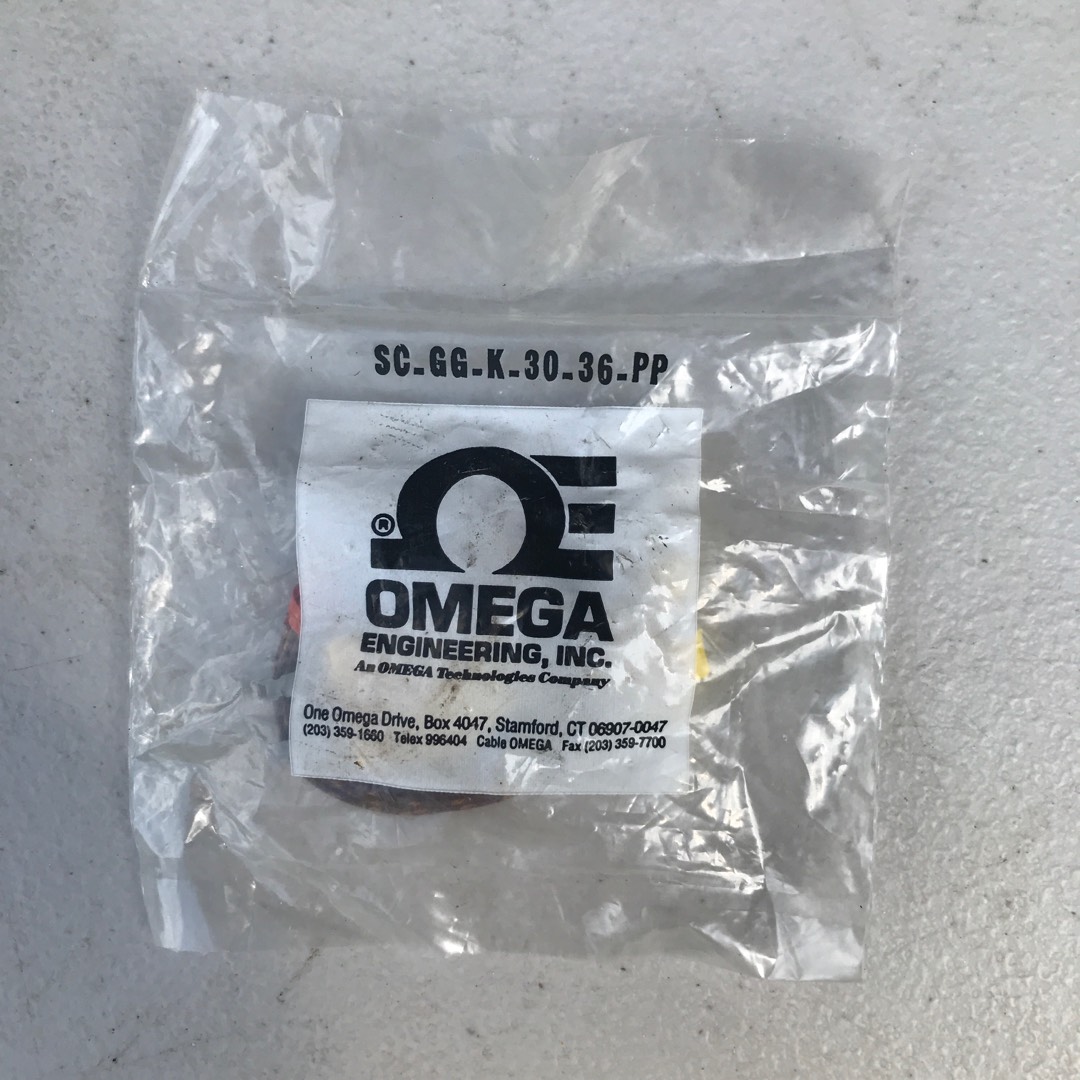 SC-GG-K-30-36-PP
®
OMEGA
ENGINEERING, INC.
An OMEGA Technologies Company
One Omega Drive, Box 4047, Stamford, CT 06907-0047
(203) 359-1660 Telex 996404 Cable OMEGA Fax (203) 359-7700